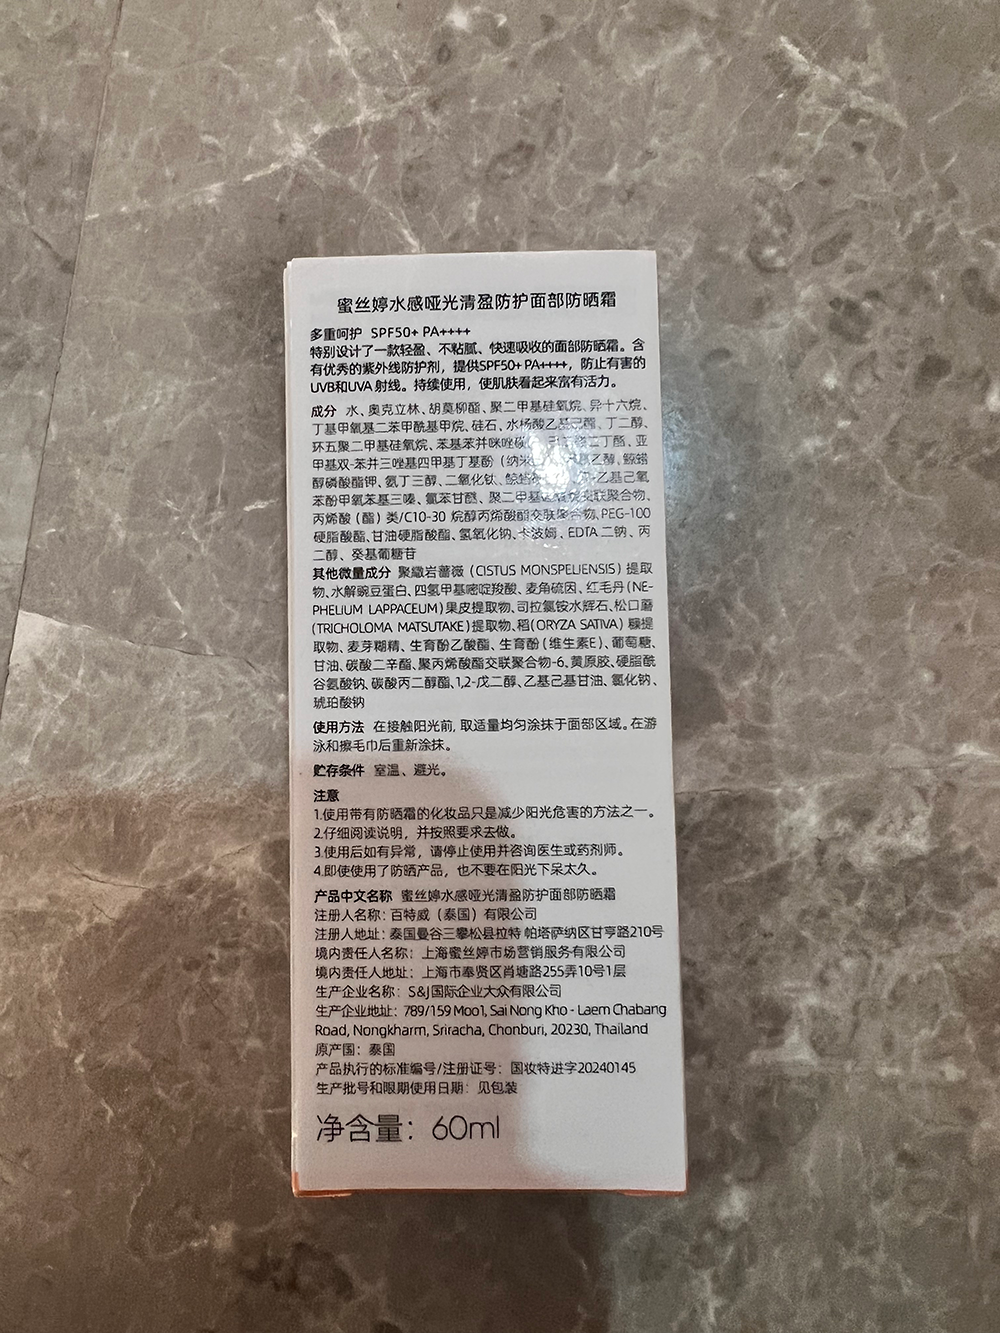 蜜丝婷水感哑光清盈防护面部防晒霜
多重呵护 SPF50+ PA++++
特别设计了一款轻盈、不粘腻、快速吸收的面部防晒霜。含
有优秀的紫外线防护剂，提供SPF50+ PA++++，防止有害的
UVB和UVA 射线。持续使用，使肌肤看起来富有活力。
成分 水、奥克立林、胡莫柳酯、聚二甲基硅氧烷、异十六烷、
丁基甲氧基二苯甲酰基甲烷、硅石、水杨酸乙基己酯、丁二醇、
环五聚二甲基硅氧烷、苯基苯并咪唑磺 二丁酯、亚
甲基双-苯并三唑基四甲基丁基酚（纳米 乙醇、鲸蜡
醇磷酸酯钾、氨丁三醇、二氧化钛、鲸蜡 乙基己氧
苯酚甲氧苯基三嗪、氯苯甘醚、聚二甲基 交联聚合物、
丙烯酸（酯）类/C10-30 烷醇丙烯酸酯交联聚合物、PEG-100
硬脂酸酯、甘油硬脂酸酯、氢氧化钠、卡波姆、EDTA 二钠、丙
二醇、癸基葡糖苷
其他微量成分 聚繖岩蔷薇（CISTUS MONSPELIENSIS）提取
物、水解豌豆蛋白、四氢甲基嘧啶羧酸、麦角硫因、红毛丹（NE-
PHELIUM LAPPACEUM）果皮提取物、司拉氯铵水辉石、松口蘑
(TRICHOLOMA MATSUTAKE)提取物、稻(ORYZA SATIVA）糠提
取物、麦芽糊精、生育酚乙酸酯、生育酚（维生素E）、葡萄糖、
甘油、碳酸二辛酯、聚丙烯酸酯交联聚合物-6、黄原胶、硬脂酰
谷氨酸钠、碳酸丙二醇酯、1,2-戊二醇、乙基己基甘油、氯化钠、
琥珀酸钠
使用方法 在接触阳光前，取适量均匀涂抹于面部区域。在游
泳和擦毛巾后重新涂抹。
贮存条件 室温、避光。
注意
1.使用带有防晒霜的化妆品只是减少阳光危害的方法之一。
2.仔细阅读说明，并按照要求去做。
3.使用后如有异常，请停止使用并咨询医生或药剂师。
4.即使使用了防晒产品，也不要在阳光下呆太久。
产品中文名称 蜜丝婷水感哑光清盈防护面部防晒霜
注册人名称：百特威（泰国）有限公司
注册人地址：泰国曼谷三攀松县拉特 帕塔萨纳区甘亨路210号
境内责任人名称：上海蜜丝婷市场营销服务有限公司
境内责任人地址：上海市奉贤区肖塘路255弄10号1层
生产企业名称：S&J国际企业大众有限公司
生产企业地址：789/159 Moo1, Sai Nong Kho - Laem Chabang
Road, Nongkharm, Sriracha, Chonburi, 20230, Thailand
原产国：泰国
产品执行的标准编号/注册证号：国妆特进字20240145
生产批号和限期使用日期：见包装
净含量：60ml